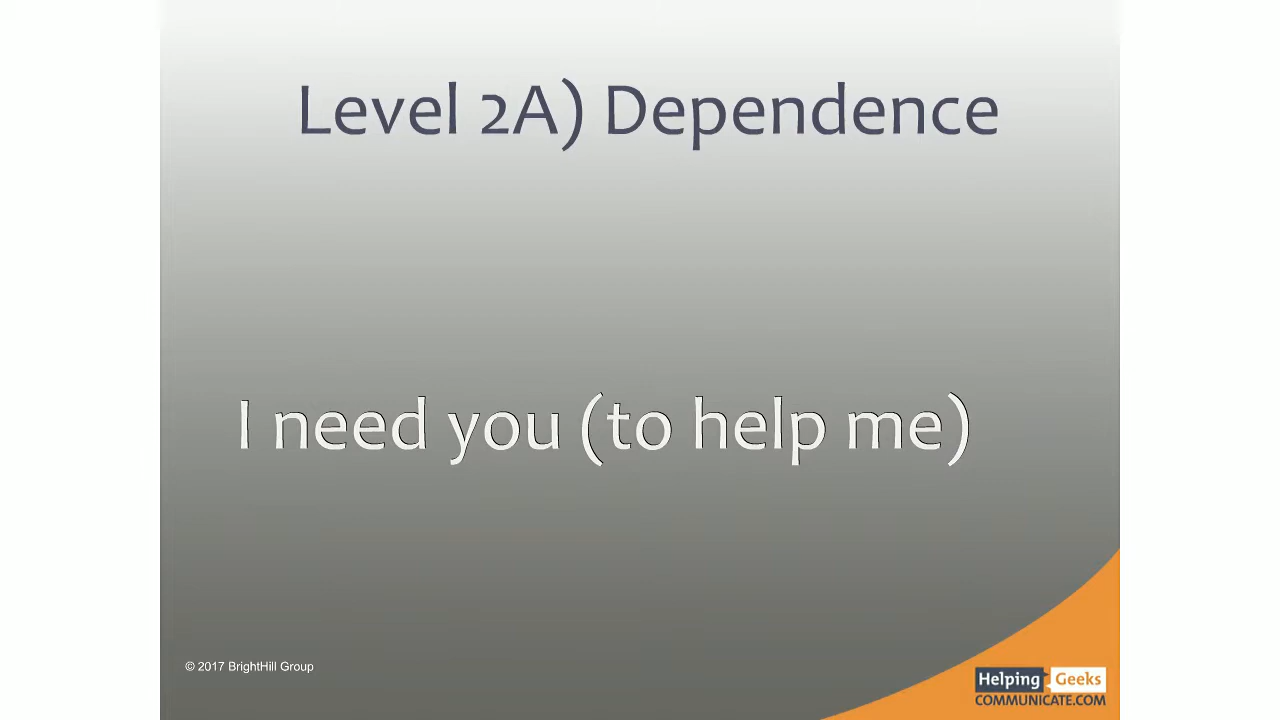 Level 2A) Dependence
I need you (to help me)
© 2017 BrightHill Group
Helping Geeks
COMMUNICATE.COM